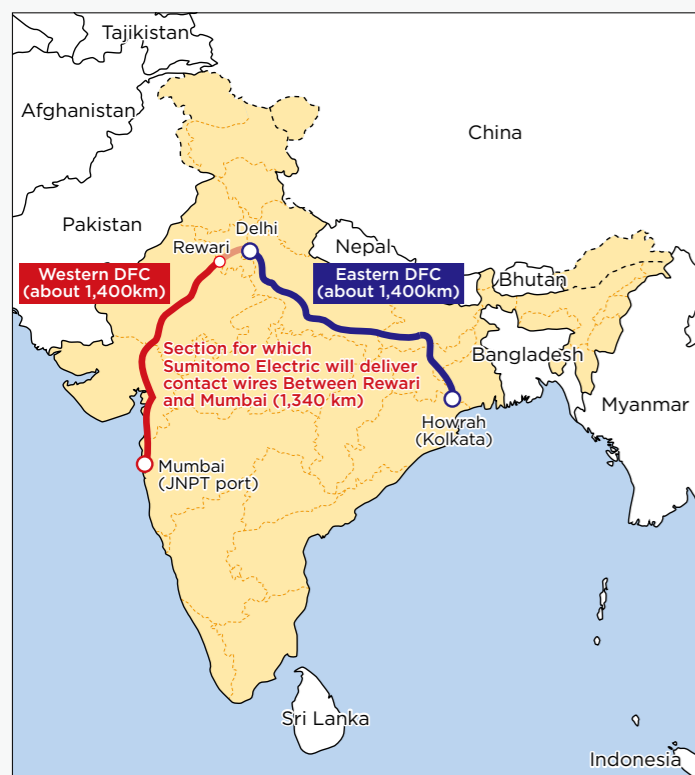 Tajikistan
Afghanistan
China
Pakistan
Delhi
Rewari
Nepal
Western DFC
(about 1,400km)
Eastern DFC
(about 1,400km)
Bhutan
Section for which
Sumitomo Electric will deliver
contact wires Between Rewari
and Mumbai (1,340 km)
Bangladesh
Myanmar
Howrah
(Kolkata)
Mumbai
(JNPT port)
Sri Lanka
Indonesia